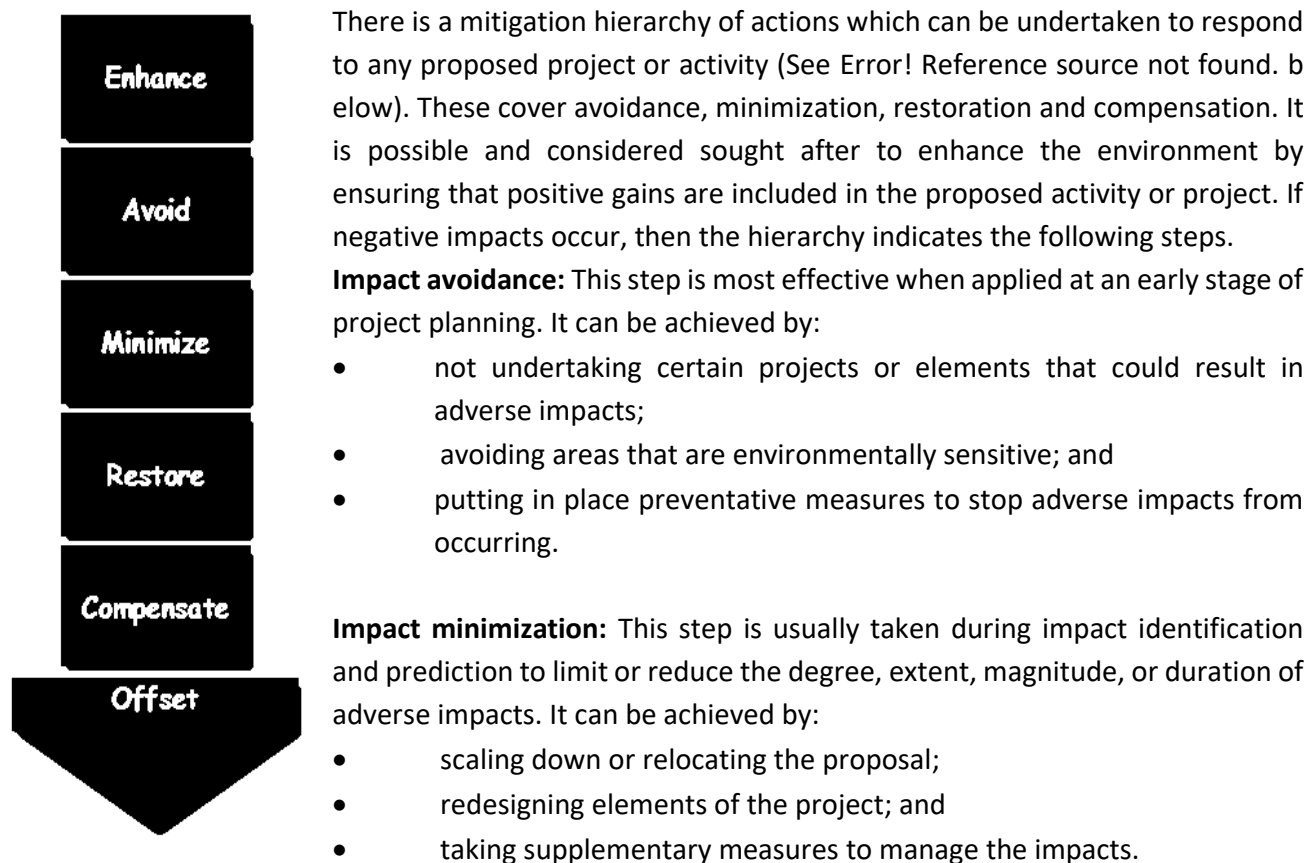 Enhance
Avoid
Minimize
Restore
Compensate
Offset
There is a mitigation hierarchy of actions which can be undertaken to respond
to any proposed project or activity (See Error! Reference source not found. b
elow). These cover avoidance, minimization, restoration and compensation. It
is possible and considered sought after to enhance the environment by
ensuring that positive gains are included in the proposed activity or project. If
negative impacts occur, then the hierarchy indicates the following steps.
Impact avoidance: This step is most effective when applied at an early stage of
project planning. It can be achieved by:
• not undertaking certain projects or elements that could result in
adverse impacts;
• avoiding areas that are environmentally sensitive; and
• putting in place preventative measures to stop adverse impacts from
occurring.
Impact minimization: This step is usually taken during impact identification
and prediction to limit or reduce the degree, extent, magnitude, or duration of
adverse impacts. It can be achieved by:
• scaling down or relocating the proposal;
• redesigning elements of the project; and
• taking supplementary measures to manage the impacts.